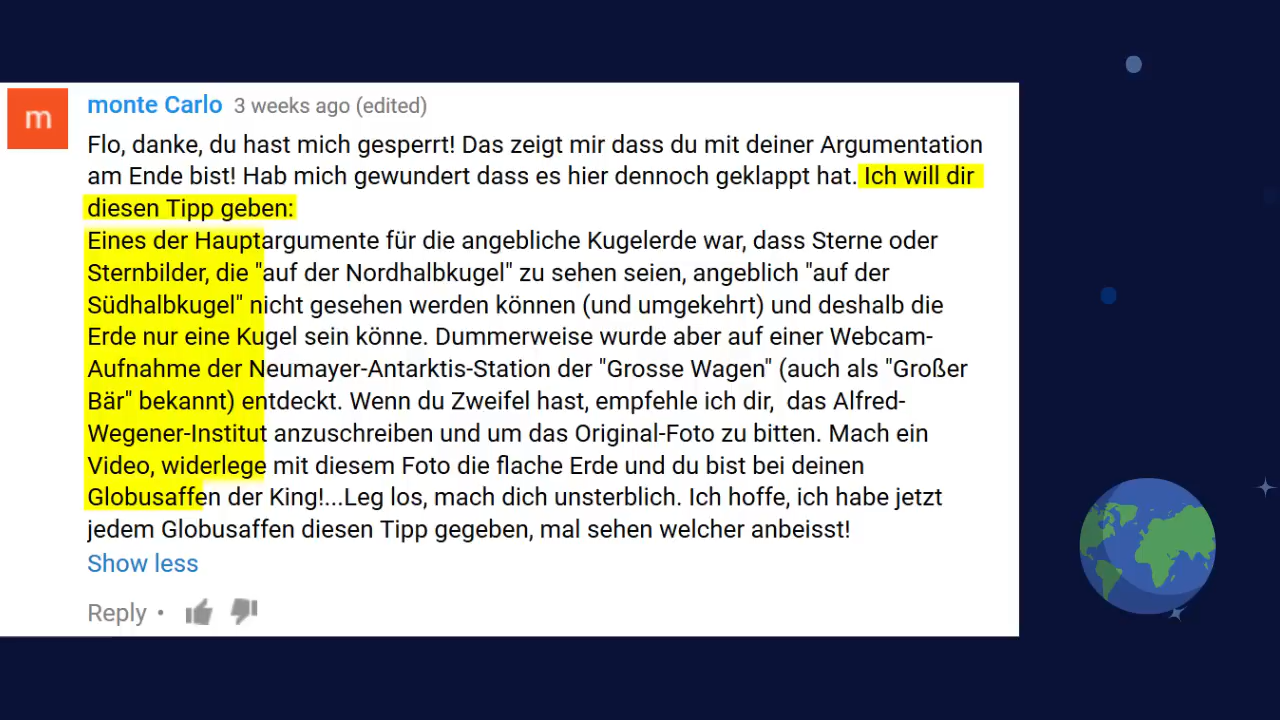 m
monte Carlo 3 weeks ago (edited)
Flo, danke, du hast mich gesperrt! Das zeigt mir dass du mit deiner Argumentation
am Ende bist! Hab mich gewundert dass es hier dennoch geklappt hat. Ich will dir
diesen Tipp geben:
Eines der Hauptargumente für die angebliche Kugelerde war, dass Sterne oder
Sternbilder, die "auf der Nordhalbkugel" zu sehen seien, angeblich "auf der
Südhalbkugel" nicht gesehen werden können (und umgekehrt) und deshalb die
Erde nur eine Kugel sein könne. Dummerweise wurde aber auf einer Webcam-
Aufnahme der Neumayer-Antarktis-Station der "Grosse Wagen" (auch als "Großer
Bär" bekannt) entdeckt. Wenn du Zweifel hast, empfehle ich dir, das Alfred-
Wegener-Institut anzuschreiben und um das Original-Foto zu bitten. Mach ein
Video, widerlege mit diesem Foto die flache Erde und du bist bei deinen
Globusaffen der King!...Leg los, mach dich unsterblich. Ich hoffe, ich habe jetzt
jedem Globusaffen diesen Tipp gegeben, mal sehen welcher anbeisst!
Show less
Reply •